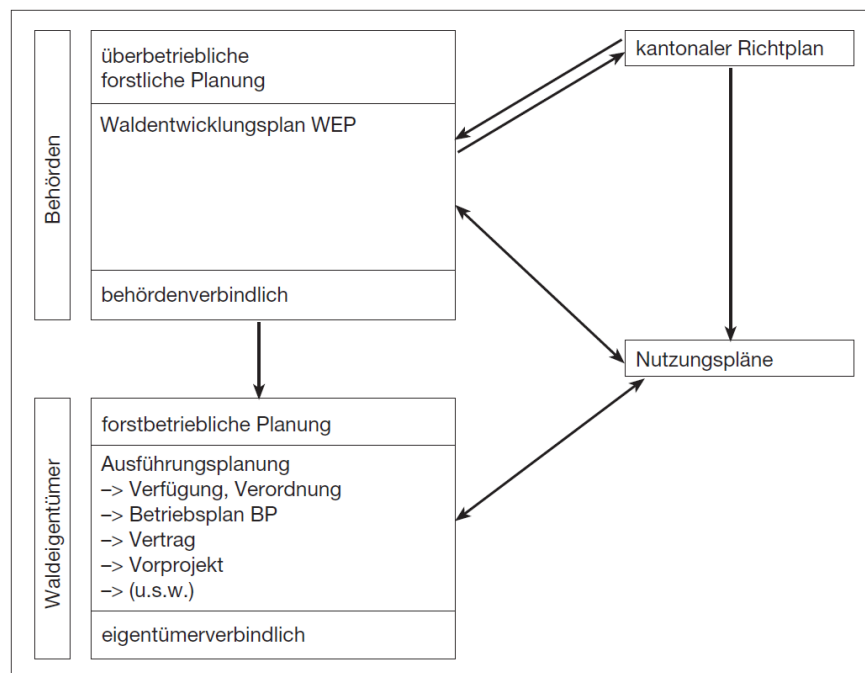 Behörden
überbetriebliche
forstliche Planung
Waldentwicklungsplan WEP
behördenverbindlich
kantonaler Richtplan
Nutzungspläne
Waldeigentümer
forstbetriebliche Planung
Ausführungsplanung
–> Verfügung, Verordnung
–> Betriebsplan BP
–> Vertrag
–> Vorprojekt
–> (u.s.w.)
eigentümerverbindlich